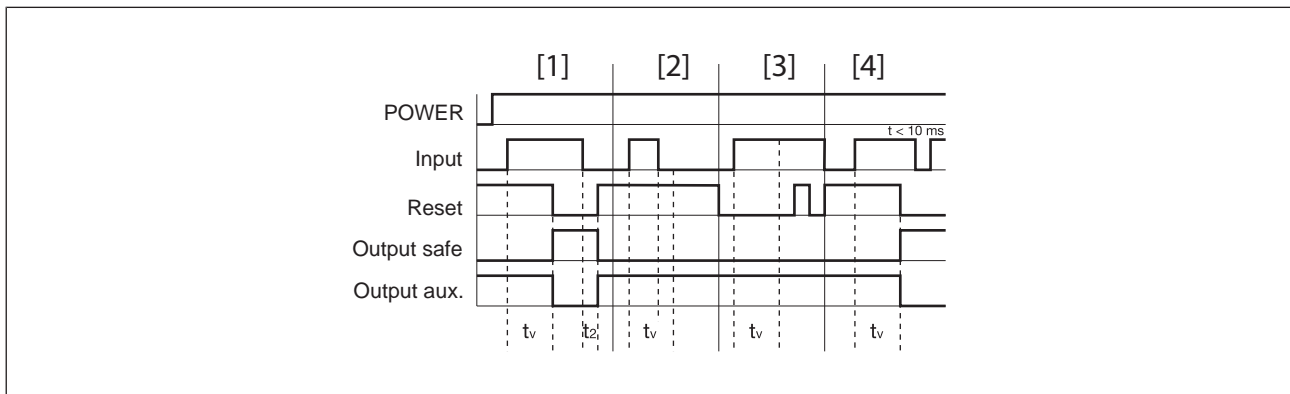 [1] [2] [3] [4]
POWER
t < 10 ms
Input
Reset
Output safe
Output aux.
tv t2 tv tv tv